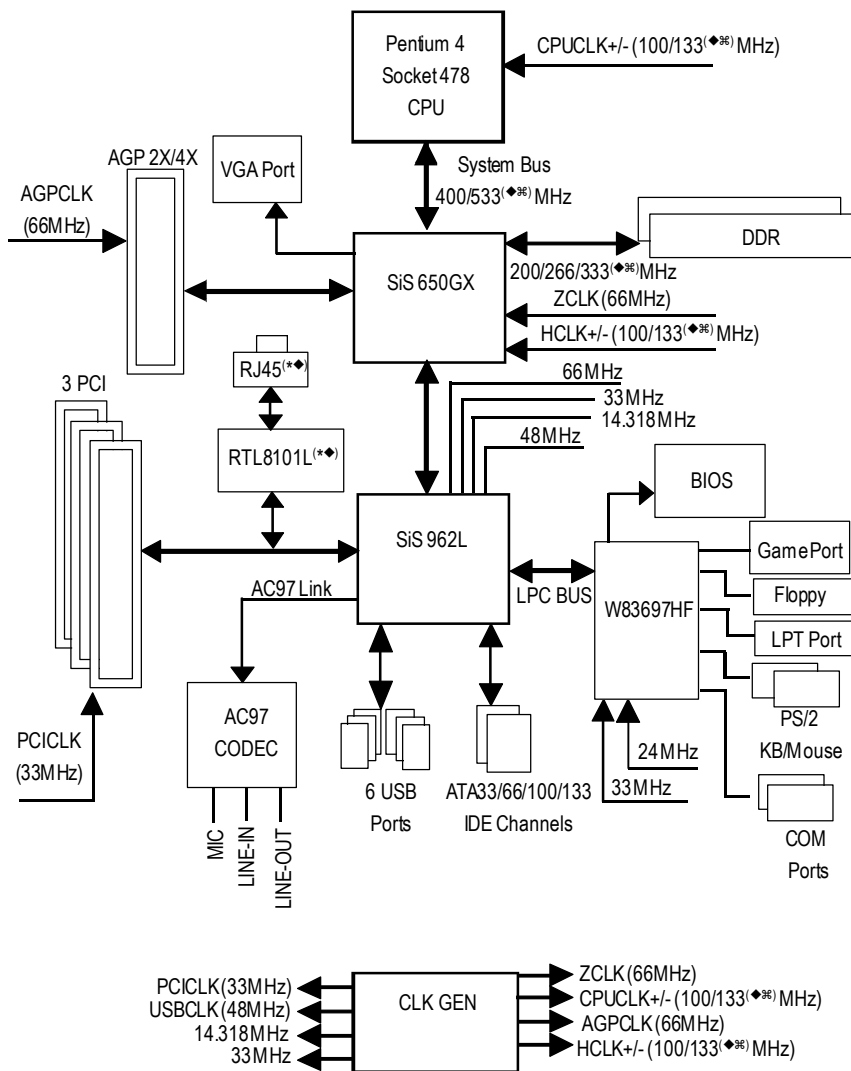 Pentium 4
Socket 478
CPU
CPUCLK+/- (100/133(◆⌘)MHz)
AGP 2X/4X
VGA Port
System Bus
400/533(◆⌘)MHz
AGPCLK
(66MHz)
DDR
SiS 650GX
200/266/333(◆⌘)MHz
ZCLK (66MHz)
HCLK+/- (100/133(◆⌘) MHz)
RJ45(*◆)
66MHz
3 PCI
33MHz
14.318MHz
RTL8101L(*◆)
48MHz
BIOS
SiS 962L
Game Port
AC97 Link
LPC BUS
W83697HF
Floppy
LPT Port
AC97
CODEC
PS/2
KB/Mouse
PCICLK
(33MHz)
24MHz
33MHz
6 USB
Ports
ATA33/66/100/133
IDE Channels
MIC
LINE-IN
LINE-OUT
COM
Ports
PCICLK (33MHz)
USBCLK (48MHz)
14.318MHz
33MHz
CLK GEN
ZCLK (66MHz)
CPUCLK+/- (100/133(◆⌘) MHz)
AGPCLK (66MHz)
HCLK+/- (100/133(◆⌘) MHz)